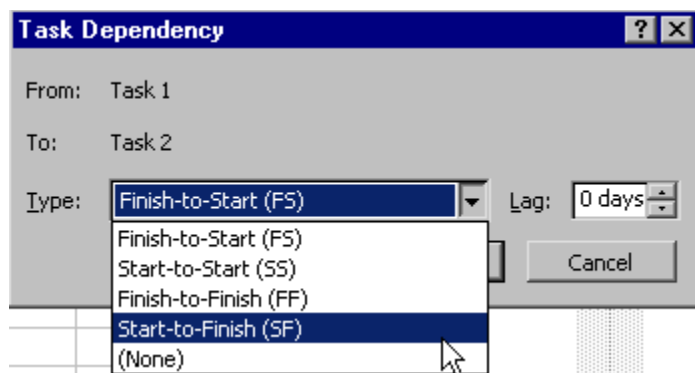 Task Dependency
From: Task 1
To: Task 2
Type: Finish-to-Start (FS) Lag: 0 days
Finish-to-Start (FS)
Start-to-Start (SS)
Cancel
Finish-to-Finish (FF)
Start-to-Finish (SF)
(None)